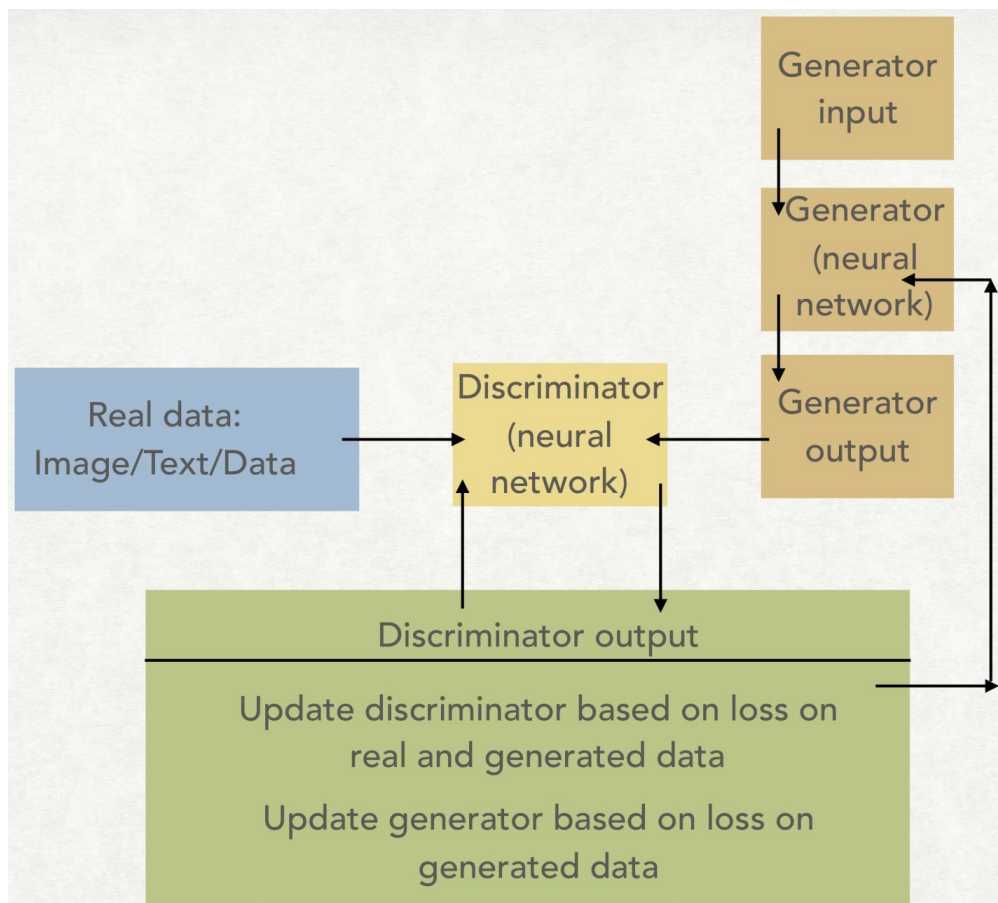 Generator
input
Generator
(neural
network)
Generator
output
Real data:
Image/Text/Data
Discriminator
(neural
network)
Discriminator output
Update discriminator based on loss on
real and generated data
Update generator based on loss on
generated data